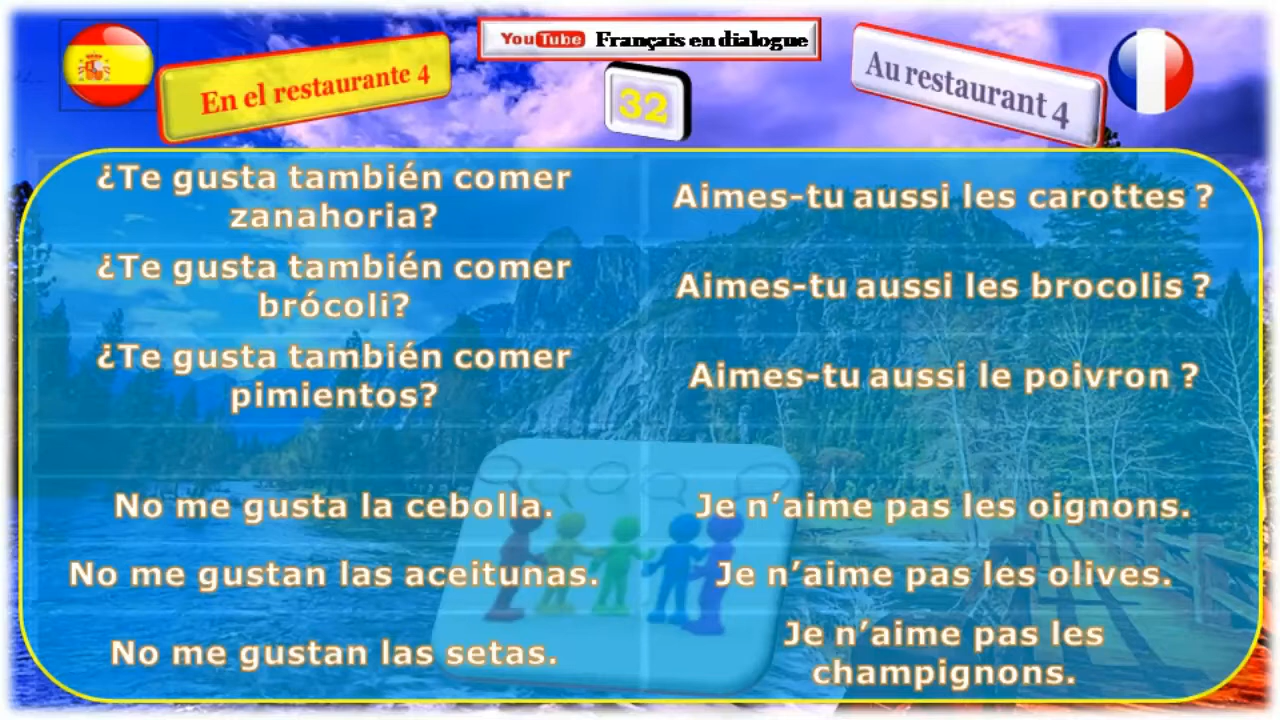 YouTube Français en dialogue
En el restaurante 4
32
Au restaurant 4
¿Te gusta también comer
zanahoria?
Aimes-tu aussi les carottes ?
¿Te gusta también comer
brócoli?
Aimes-tu aussi les brocolis ?
¿Te gusta también comer
pimientos?
Aimes-tu aussi le poivron ?
No me gusta la cebolla.
Je n’aime pas les oignons.
No me gustan las aceitunas.
Je n’aime pas les olives.
No me gustan las setas.
Je n’aime pas les
champignons.